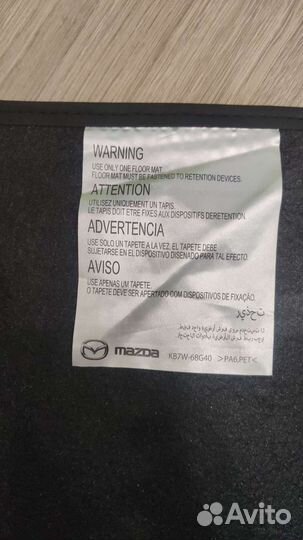 WARNING
USE ONLY ONE FLOOR MAT
FLOOR MAT MUST BE FASTENED TO RETENTION DEVICES.
ATTENTION
UTILISEZ UNIQUEMENT UN TAPIS.
LE TAPIS DOIT ETRE FIXES AUX DISPOSITIFS DERETENTION.
ADVERTENCIA
USE SOLO UN TAPETE A LA VEZ. EL TAPETE DEBE
SUJETARSE EN EL DISPOSITIVO DISENADO PARA TAL EFECTO.
AVISO
USE APENAS UM TAPETE.
O TAPETE DEVE SER APERTADO COM DISPOSITIVOS DE FIXAÇÃO.
mazda KB7W-68G40 >PA6,PET<
Avito